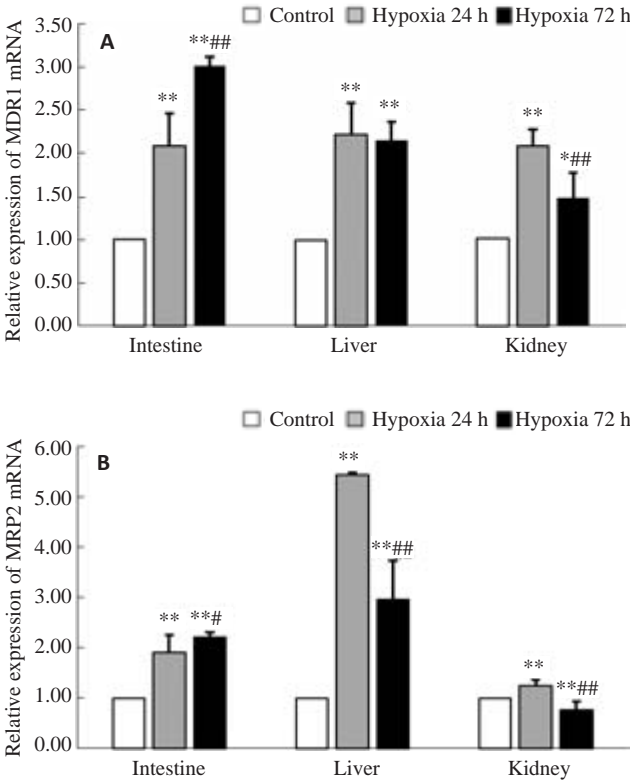 Control Hypoxia 24 h Hypoxia 72 h
A
Relative expression of MDR1 mRNA
3.50
3.00
2.50
2.00
1.50
1.00
0.50
0.00
** **##
** **
** *##
Intestine Liver Kidney
Control Hypoxia 24 h Hypoxia 72 h
B
Relative expression of MRP2 mRNA
6.00
5.00
4.00
3.00
2.00
1.00
0.00
** **#
** **##
** **##
Intestine Liver Kidney